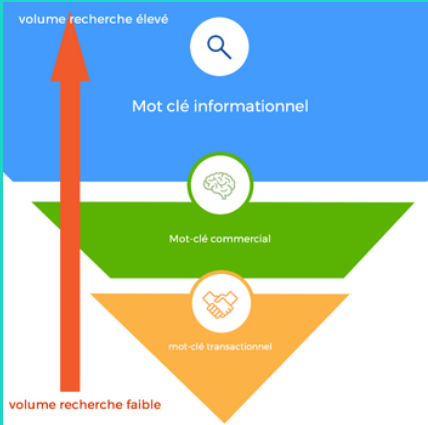 volume recherche élevé
Mot clé informationnel
Mot-clé commercial
mot-clé transactionnel
volume recherche faible